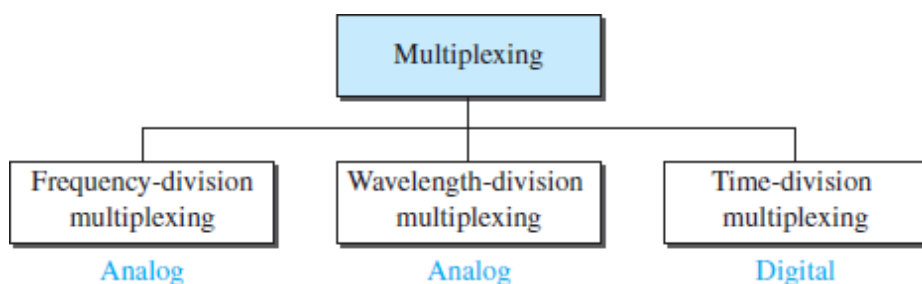 Multiplexing
Frequency-division
multiplexing
Wavelength-division
multiplexing
Time-division
multiplexing
Analog
Analog
Digital